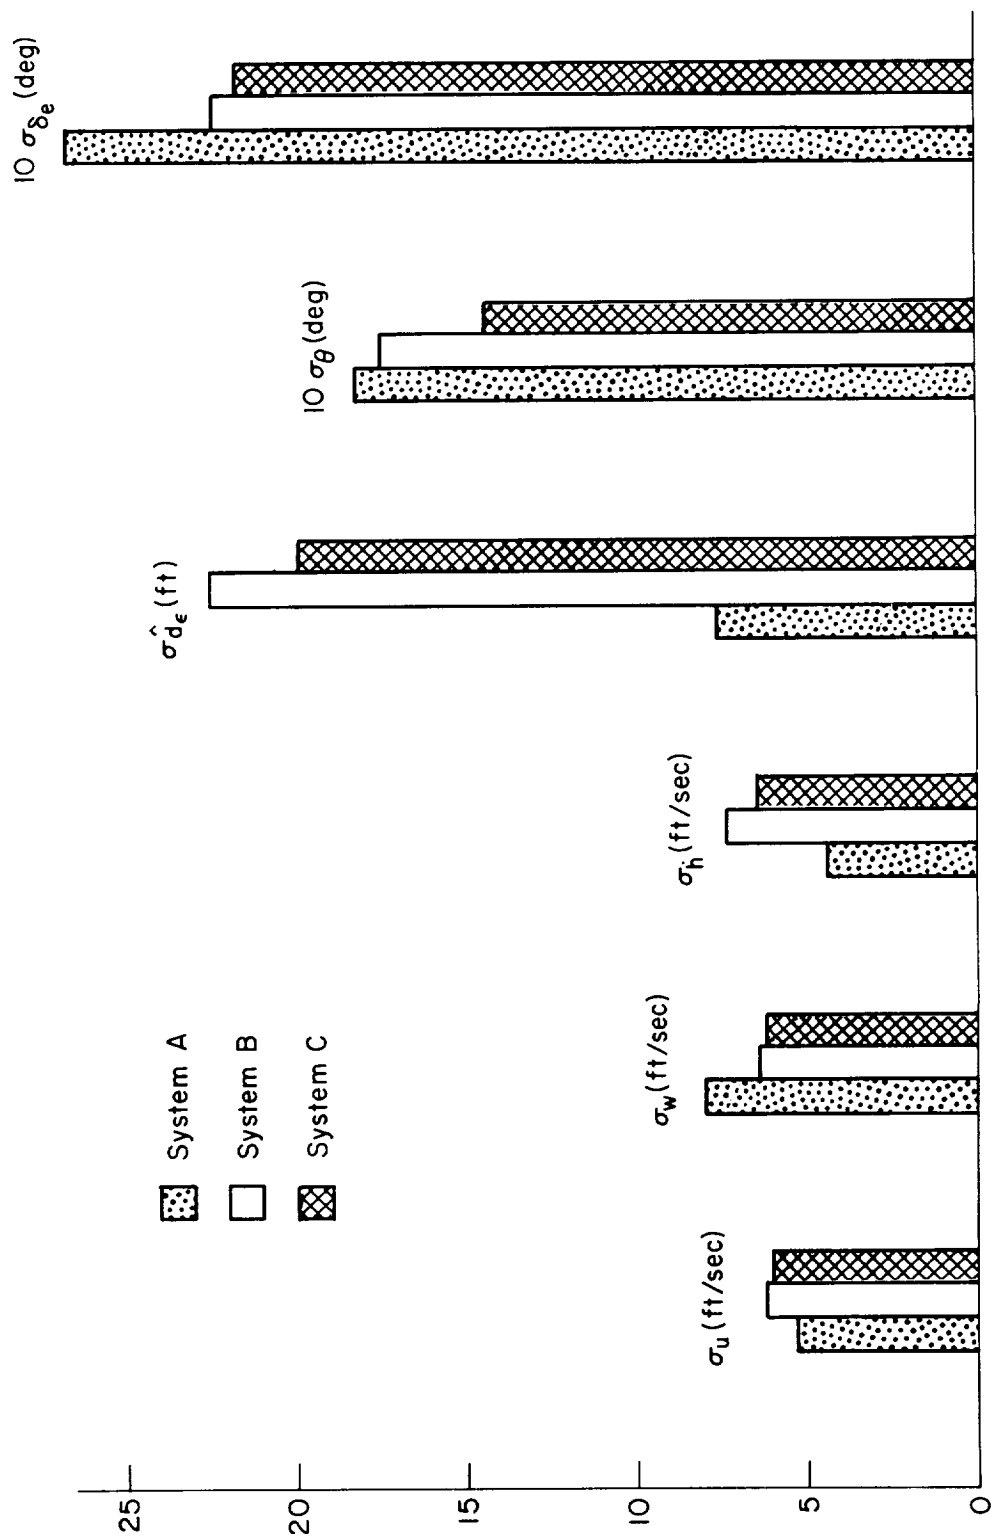 25
20
15
10
5
0
System A
System B
System C
σu (ft/sec)
σw (ft/sec)
σḣ (ft/sec)
σd̂ε (ft)
10 σθ (deg)
10 σδe (deg)